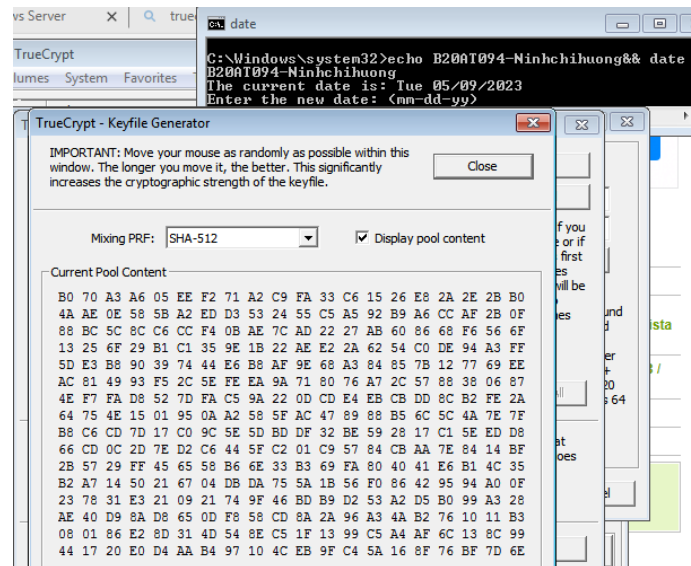 vs Server
true
date
TrueCrypt
lumes System Favorites
C:\Windows\system32>echo B20AT094-Ninhchihuong&& date
B20AT094-Ninhchihuong
The current date is: Tue 05/09/2023
Enter the new date: (mm-dd-yy)
TrueCrypt - Keyfile Generator
IMPORTANT: Move your mouse as randomly as possible within this
window. The longer you move it, the better. This significantly
increases the cryptographic strength of the keyfile.
Close
Mixing PRF: SHA-512
Display pool content
Current Pool Content
B0 70 A3 A6 05 EE F2 71 A2 C9 FA 33 C6 15 26 E8 2A 2E 2B B0
4A AE 0E 58 5B A2 ED D3 53 24 55 C5 A5 92 B9 A6 CC AF 2B 0F
88 BC 5C 8C C6 CC F4 0B AE 7C AD 22 27 AB 60 86 68 F6 56 6F
13 25 6F 29 B1 C1 35 9E 1B 22 AE E2 2A 62 54 C0 DE 94 A3 FF
5D E3 B8 90 39 74 44 E6 B8 AF 9E 68 A3 84 85 7B 12 77 69 EE
AC 81 49 93 F5 2C 5E FE EA 9A 71 80 76 A7 2C 57 88 38 06 87
4E F7 FA D8 52 7D FA C5 9A 22 0D CD E4 EB CB DD 8C B2 FE 2A
64 75 4E 15 01 95 0A A2 58 5F AC 47 89 88 B5 6C 5C 4A 7E 7F
B8 C6 CD 7D 17 C0 9C 5E 5D BD DF 32 BE 59 28 17 C1 5E ED D8
66 CD 0C 2D 7E D2 C6 44 5F C2 01 C9 57 84 CB AA 7E 84 14 BF
2B 57 29 FF 45 65 58 B6 6E 33 B3 69 FA 80 40 41 E6 B1 4C 35
B2 A7 14 50 21 67 04 DB DA 75 5A 1B 56 F0 86 42 95 94 A0 0F
23 78 31 E3 21 09 21 74 9F 46 BD B9 D2 53 A2 D5 B0 99 A3 28
AE 40 D9 8A D8 65 0D F8 58 CD 8A 2A 96 A3 4A B2 76 10 11 B3
08 01 86 E2 8D 31 4D 54 8E C5 1F 13 99 C5 A4 AF 6C 13 8C 99
44 17 20 E0 D4 AA B4 97 10 4C EB 9F C4 5A 16 8F 76 BF 7D 6E
f you
or if
first
es
will be
nes
und
ista
er
20
s 64
at
oes